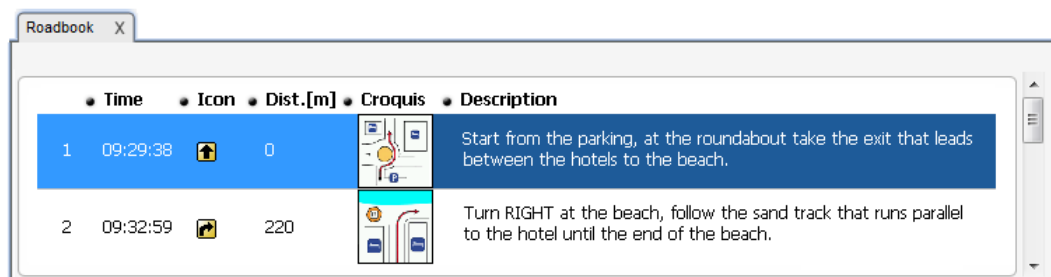 Roadbook X
Time Icon Dist.[m] Croquis Description
1 09:29:38 0 P Start from the parking, at the roundabout take the exit that leads
between the hotels to the beach.
2 09:32:59 220 Turn RIGHT at the beach, follow the sand track that runs parallel
to the hotel until the end of the beach.